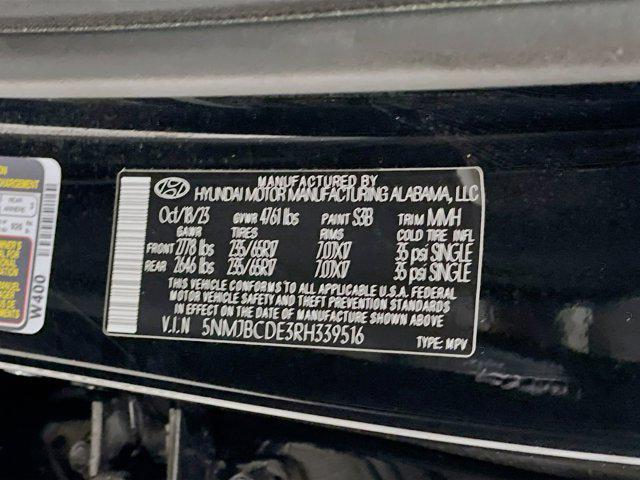 MANUFACTURED BY
HYUNDAI MOTOR MANUFACTURING ALABAMA, LLC
Oct/18/23 GVWR 4761 lbs PAINT S3B TRIM MMH
GAWR TIRES RIMS COLD TIRE INFL
FRONT 2778 lbs 235/65R17 7.0JX17 35 psi SINGLE
REAR 2646 lbs 235/65R17 7.0JX17 35 psi SINGLE
THIS VEHICLE CONFORMS TO ALL APPLICABLE U.S.A. FEDERAL
MOTOR VEHICLE SAFETY AND THEFT PREVENTION STANDARDS
IN EFFECT ON THE DATE OF MANUFACTURE SHOWN ABOVE.
V.I.N 5NMJBCDE3RH339516
TYPE: MPV
W400
REAR
ARRIERE 3